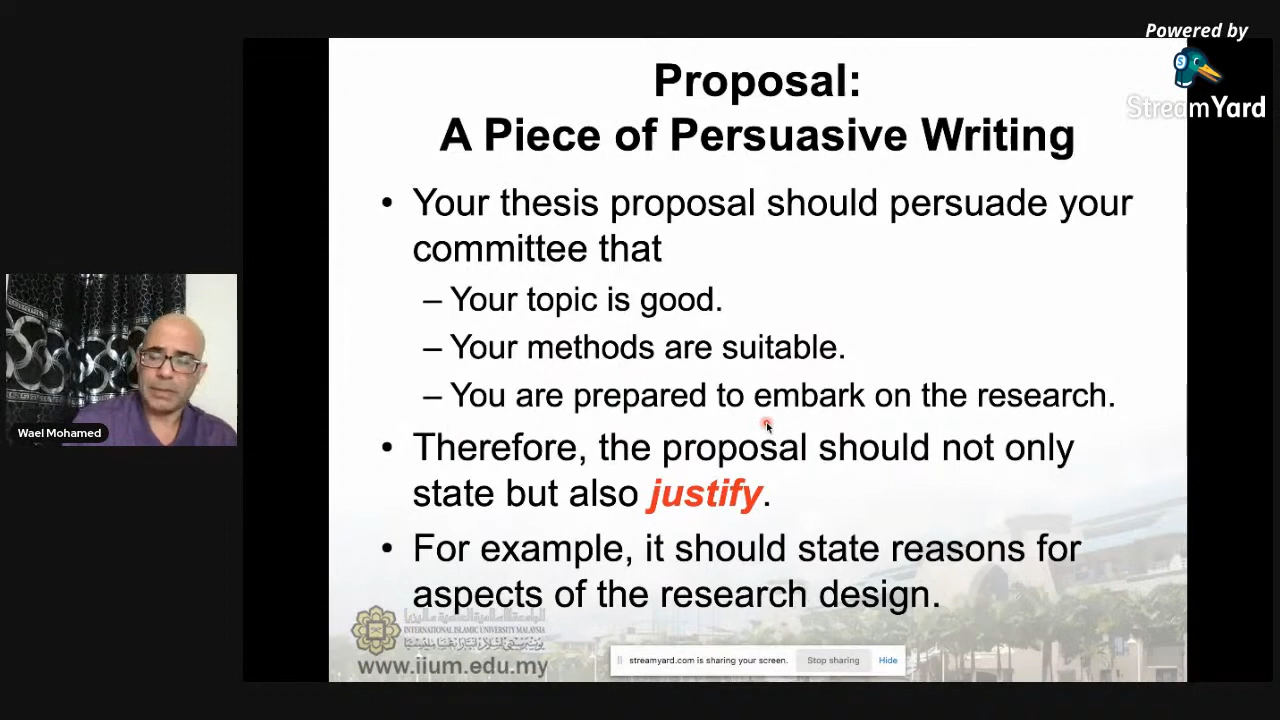 Powered by
StreamYard
Proposal:
A Piece of Persuasive Writing
• Your thesis proposal should persuade your
committee that
– Your topic is good.
– Your methods are suitable.
– You are prepared to embark on the research.
• Therefore, the proposal should not only
state but also justify.
• For example, it should state reasons for
aspects of the research design.
Wael Mohamed
INTERNATIONAL ISLAMIC UNIVERSITY MALAYSIA
www.iium.edu.my
streamyard.com is sharing your screen.
Stop sharing
Hide